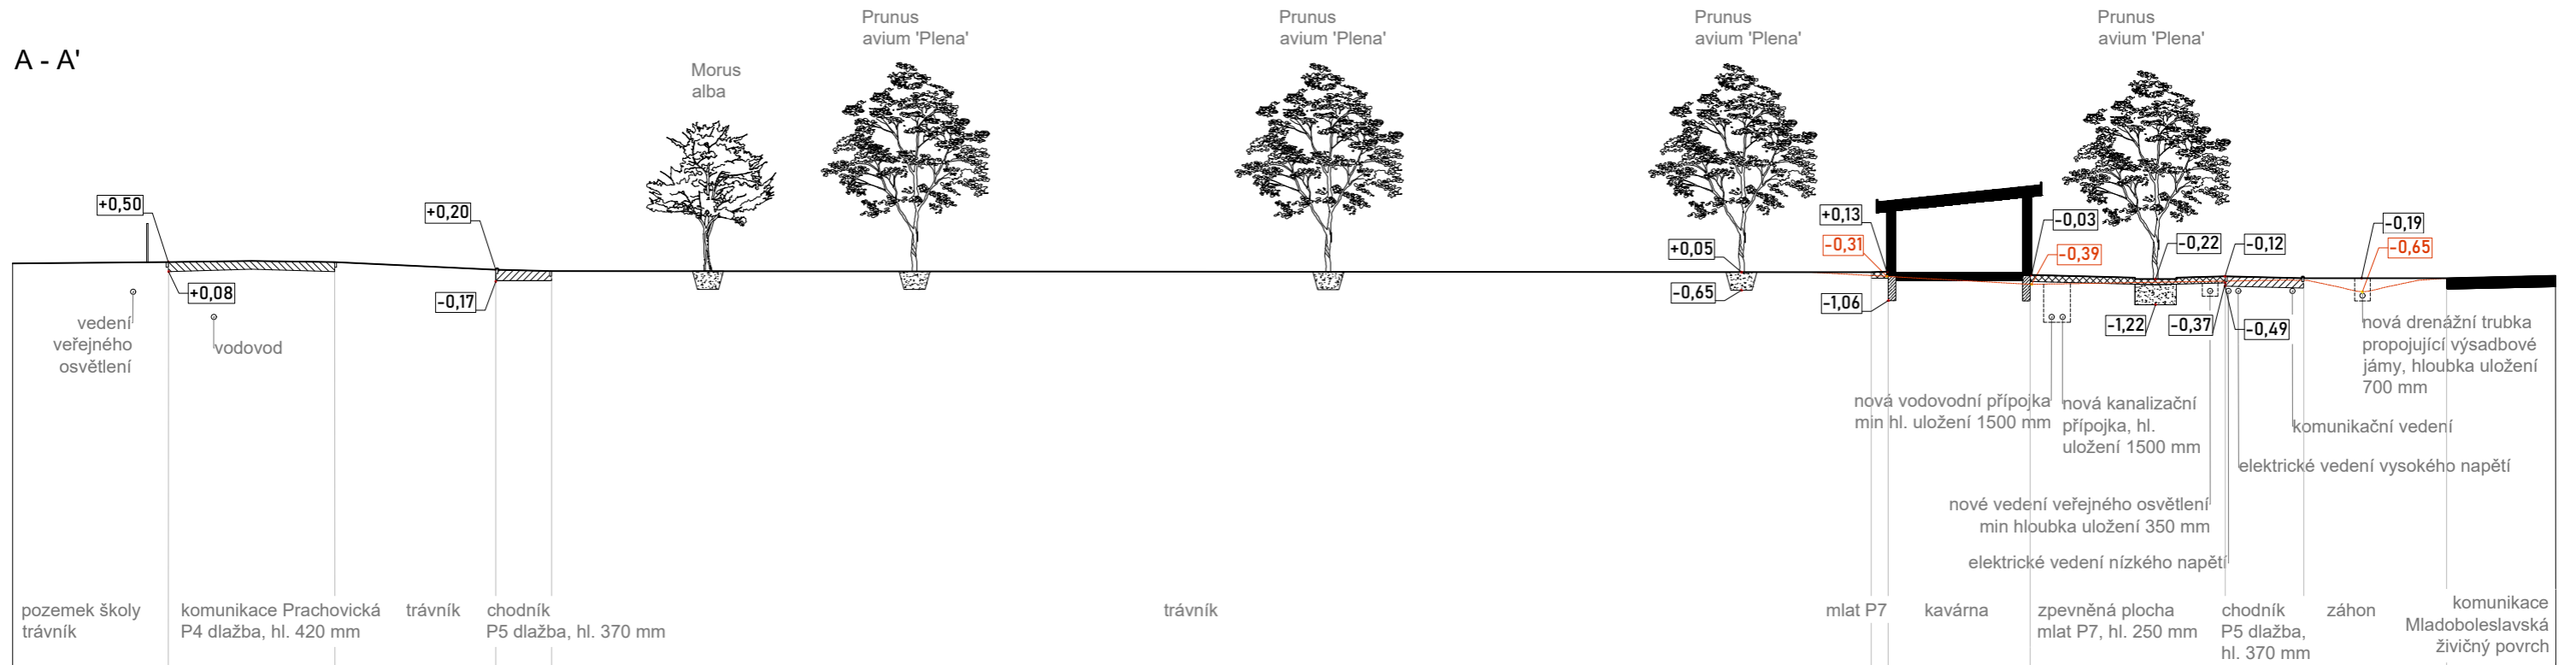 A - A'
Prunus
avium 'Plena'
Prunus
avium 'Plena'
Prunus
avium 'Plena'
Prunus
avium 'Plena'
Morus
alba
+0,50
+0,20
+0,13
-0,03
-0,22
-0,12
-0,19
+0,05
-0,31
-0,39
-0,65
+0,08
-0,17
-0,65
-1,06
-1,22
-0,37
-0,49
vedení
veřejného
osvětlení
vodovod
nová drenážní trubka
propojující výsadbové
jámy, hloubka uložení
700 mm
nová vodovodní přípojka
min hl. uložení 1500 mm
nová kanalizační
přípojka, hl.
uložení 1500 mm
komunikační vedení
elektrické vedení vysokého napětí
nové vedení veřejného osvětlení
min hloubka uložení 350 mm
elektrické vedení nízkého napětí
pozemek školy
trávník
komunikace Prachovická
P4 dlažba, hl. 420 mm
trávník
chodník
P5 dlažba, hl. 370 mm
trávník
mlat P7
kavárna
zpevněná plocha
mlat P7, hl. 250 mm
chodník
P5 dlažba,
hl. 370 mm
záhon
komunikace
Mladoboleslavská
živičný povrch